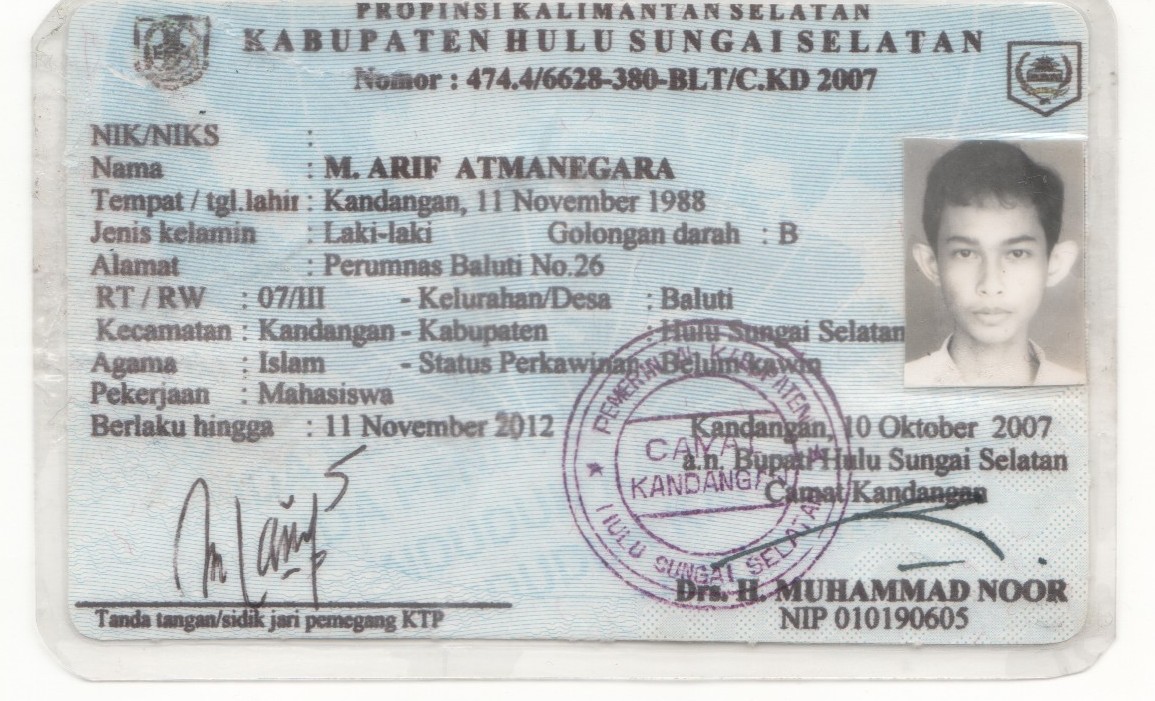 PROPINSI KALIMANTAN SELATAN
KABUPATEN HULU SUNGAI SELATAN
Nomor : 474.4/6628-380-BLT/C.KD 2007
NIK/NIKS :
Nama : M. ARIF ATMANEGARA
Tempat / tgl.lahir : Kandangan, 11 November 1988
Jenis kelamin : Laki-laki Golongan darah : B
Alamat : Perumnas Baluti No.26
RT / RW : 07/III - Kelurahan/Desa : Baluti
Kecamatan : Kandangan - Kabupaten : Hulu Sungai Selatan
Agama : Islam - Status Perkawinan : Belum kawin
Pekerjaan : Mahasiswa
Berlaku hingga : 11 November 2012
Kandangan, 10 Oktober 2007
a.n. Bupati Hulu Sungai Selatan
Camat Kandangan
PEMERINTAH KABUPATEN
CAMAT
KANDANGAN
HULU SUNGAI SELATAN
Drs. H. MUHAMMAD NOOR
NIP 010190605
Tanda tangan/sidik jari pemegang KTP